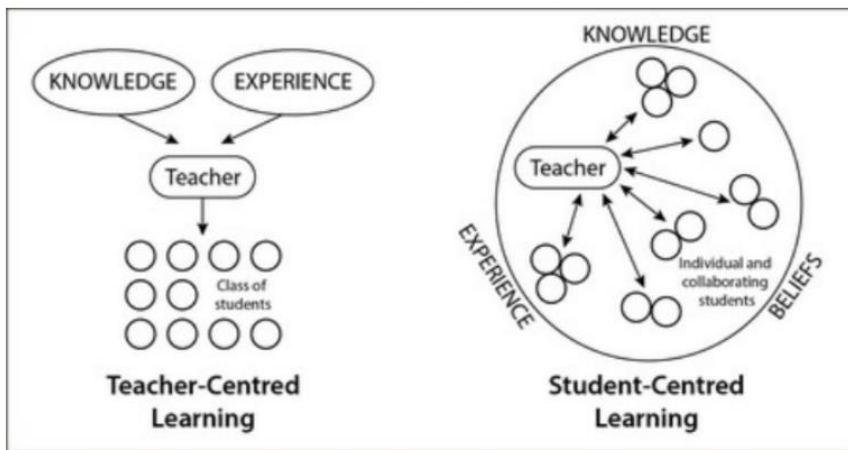 KNOWLEDGE
EXPERIENCE
Teacher
Class of
students
Teacher-Centred
Learning
KNOWLEDGE
Teacher
EXPERIENCE
Individual and
collaborating
students
BELIEFS
Student-Centred
Learning